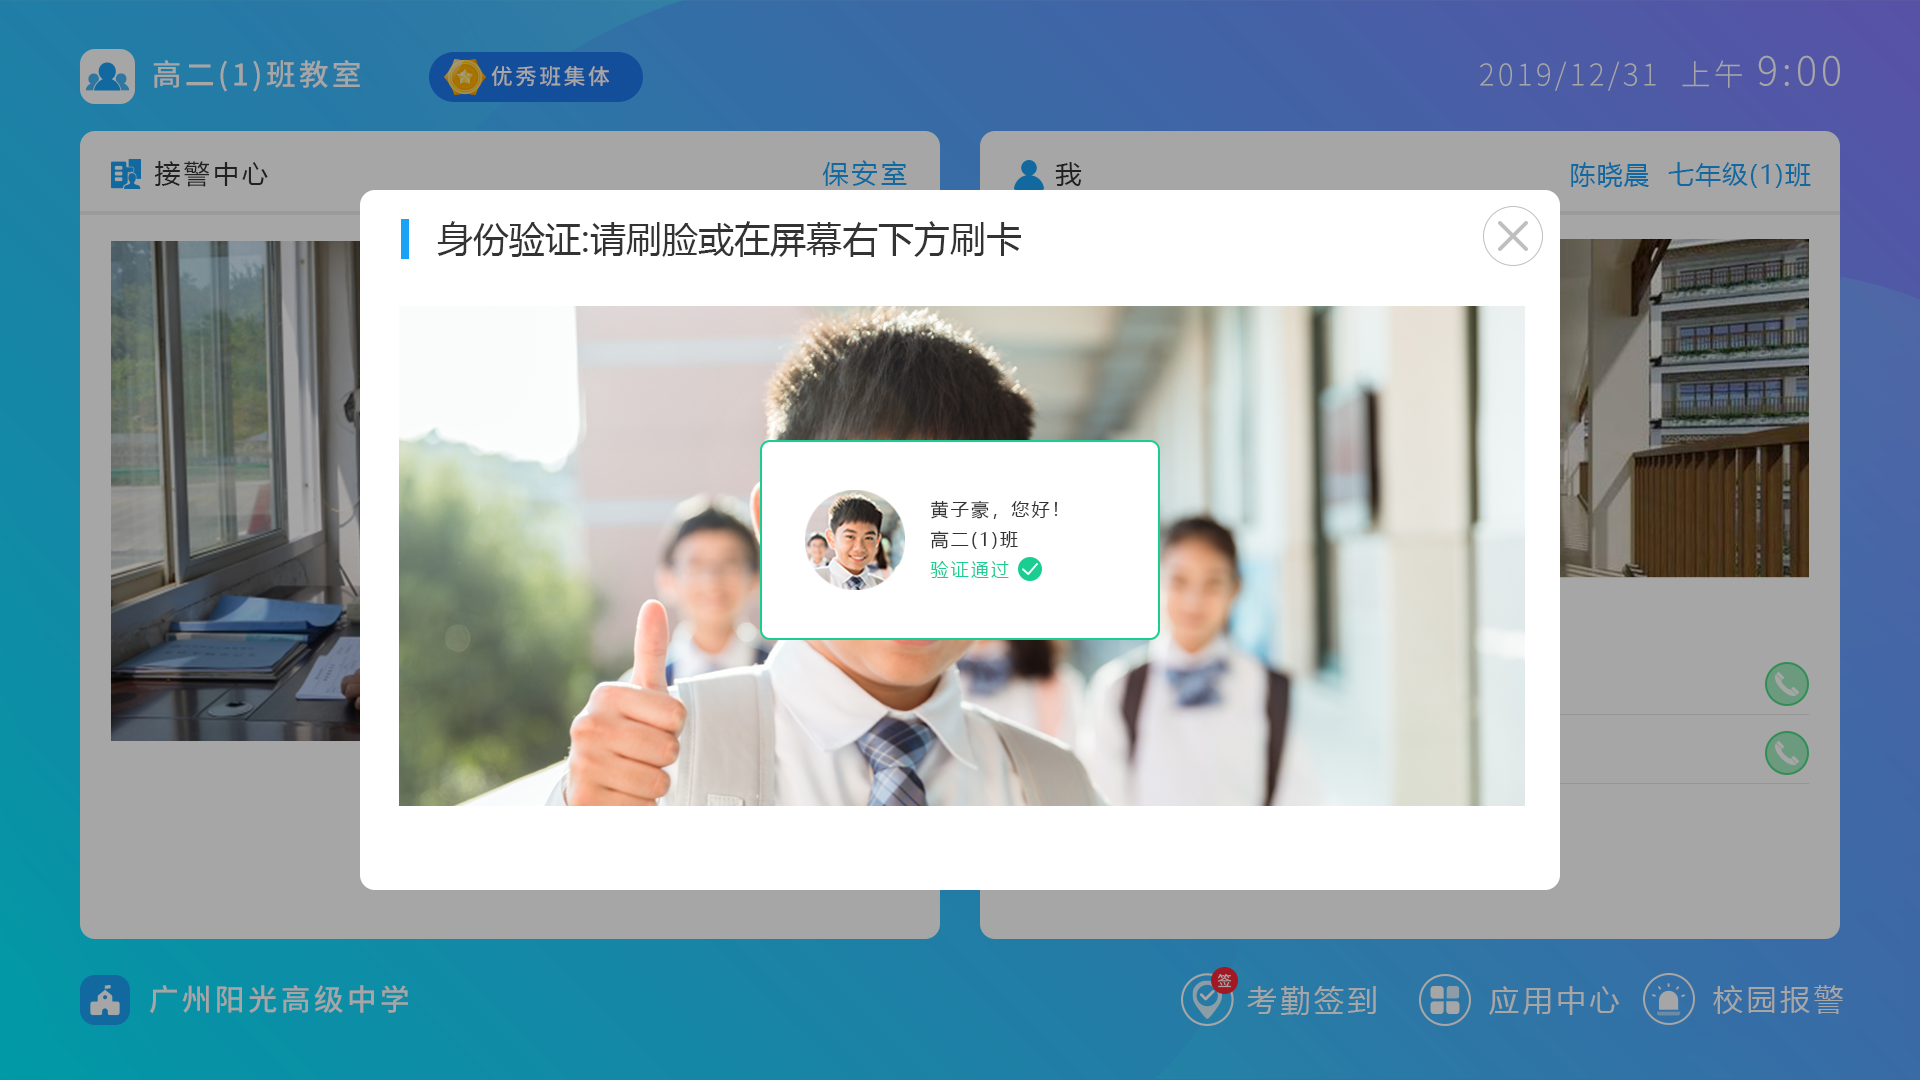 高二(1)班教室
优秀班集体
2019/12/31 上午 9:00
接警中心
保安室
我
陈晓晨 七年级(1)班
身份验证:请刷脸或在屏幕右下方刷卡
黄子豪，您好！
高二(1)班
验证通过
广州阳光高级中学
签
考勤签到
应用中心
校园报警